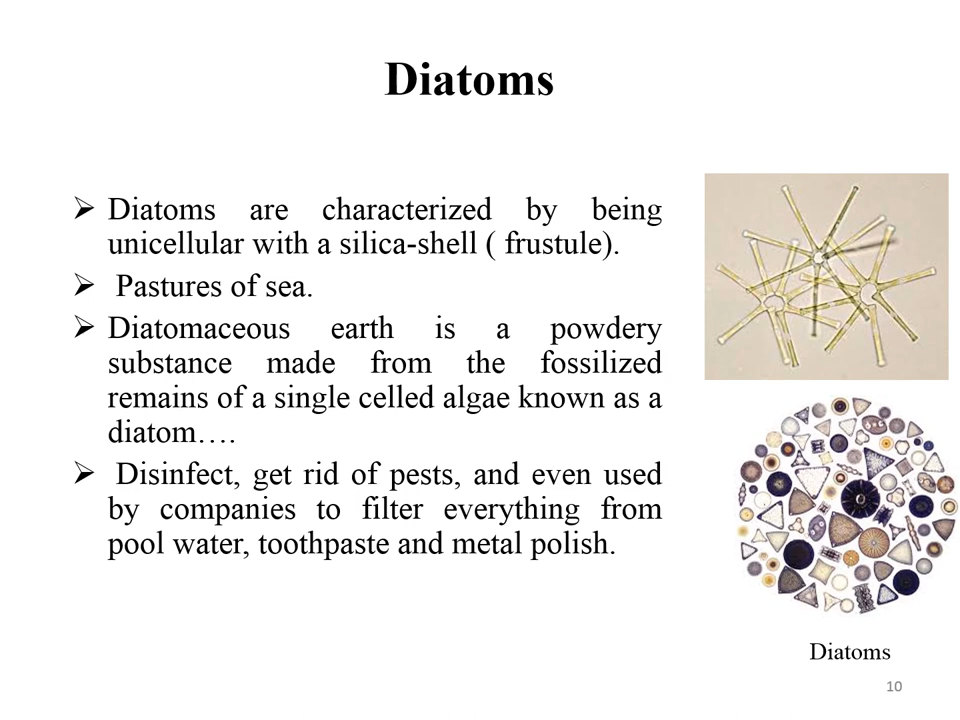 Diatoms
➢ Diatoms are characterized by being
unicellular with a silica-shell ( frustule).
➢ Pastures of sea.
➢ Diatomaceous earth is a powdery
substance made from the fossilized
remains of a single celled algae known as a
diatom….
➢ Disinfect, get rid of pests, and even used
by companies to filter everything from
pool water, toothpaste and metal polish.
Diatoms
10